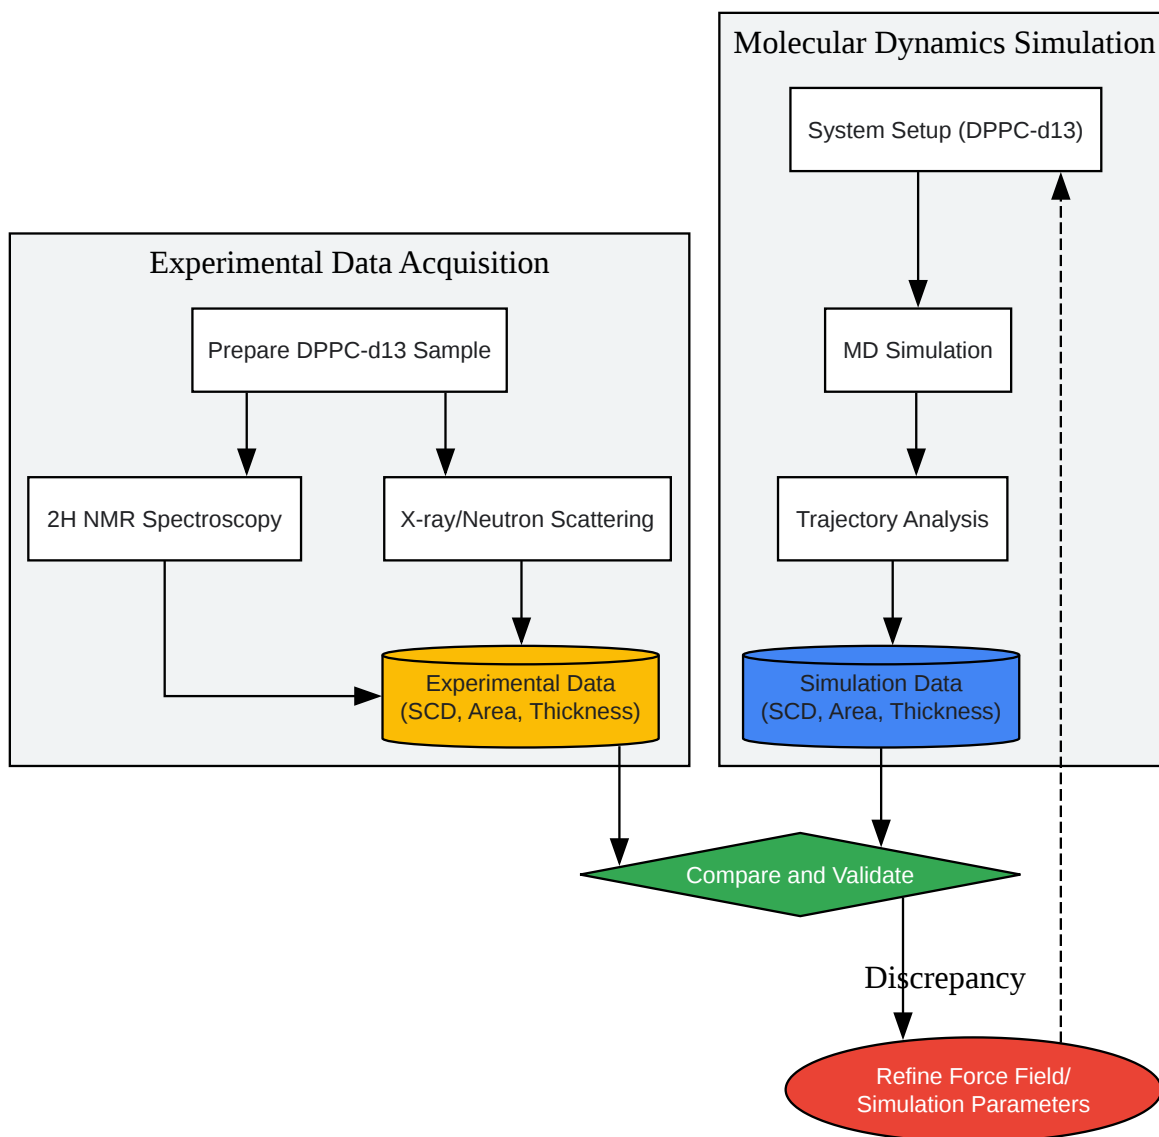 Molecular Dynamics Simulation
System Setup (DPPC-d13)
Experimental Data Acquisition
Prepare DPPC-d13 Sample
MD Simulation
2H NMR Spectroscopy
X-ray/Neutron Scattering
Trajectory Analysis
Experimental Data
(SCD, Area, Thickness)
Simulation Data
(SCD, Area, Thickness)
Compare and Validate
Discrepancy
Refine Force Field/
Simulation Parameters